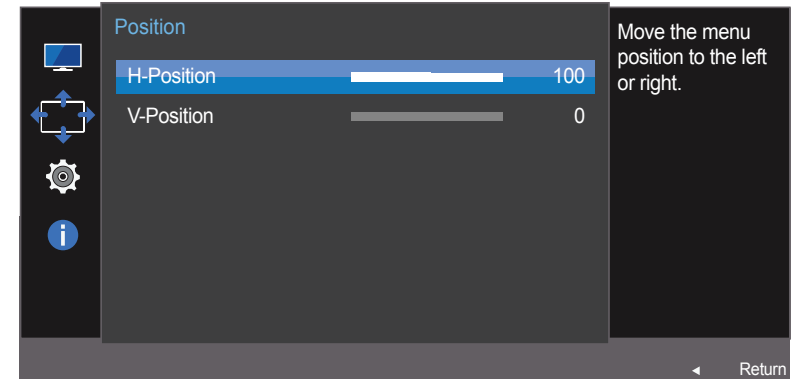 Position
H-Position 100
V-Position 0
Move the menu
position to the left
or right.
i
Return